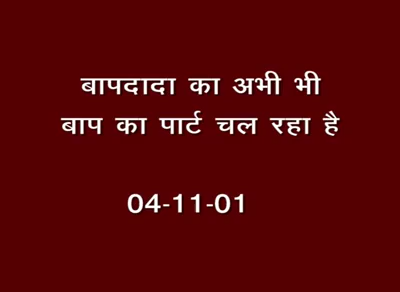 बापदादा का अभी भी
बाप का पार्ट चल रहा है
04-11-01